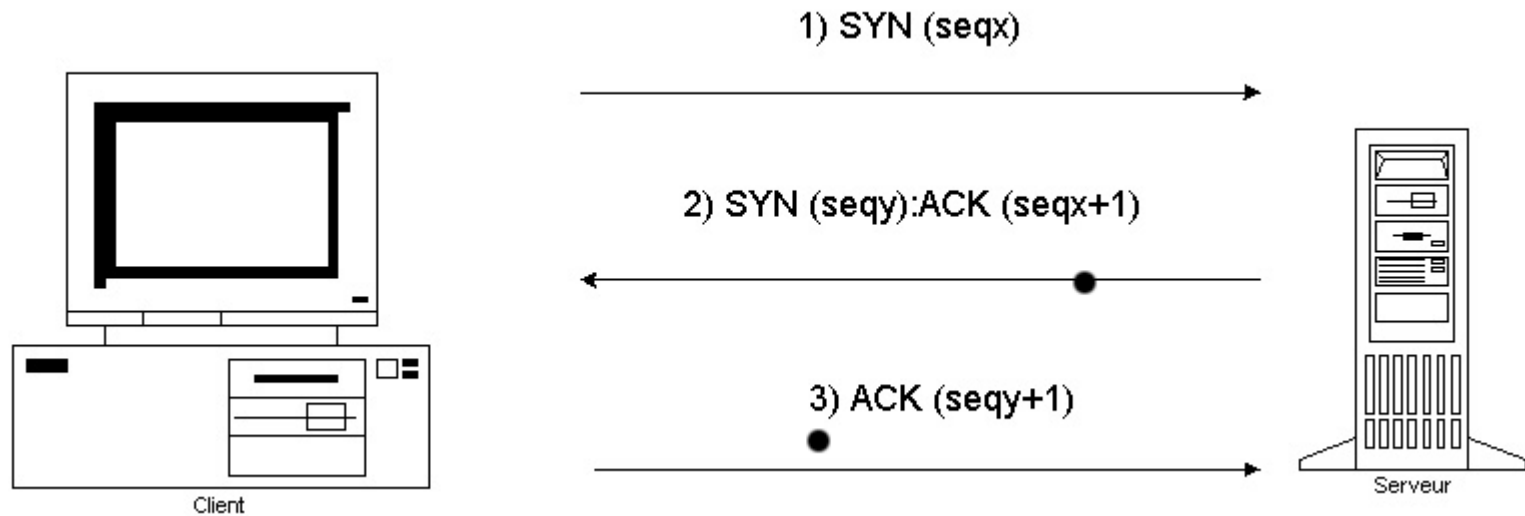 1) SYN (seqx)
2) SYN (seqy):ACK (seqx+1)
3) ACK (seqy+1)
Client
Serveur